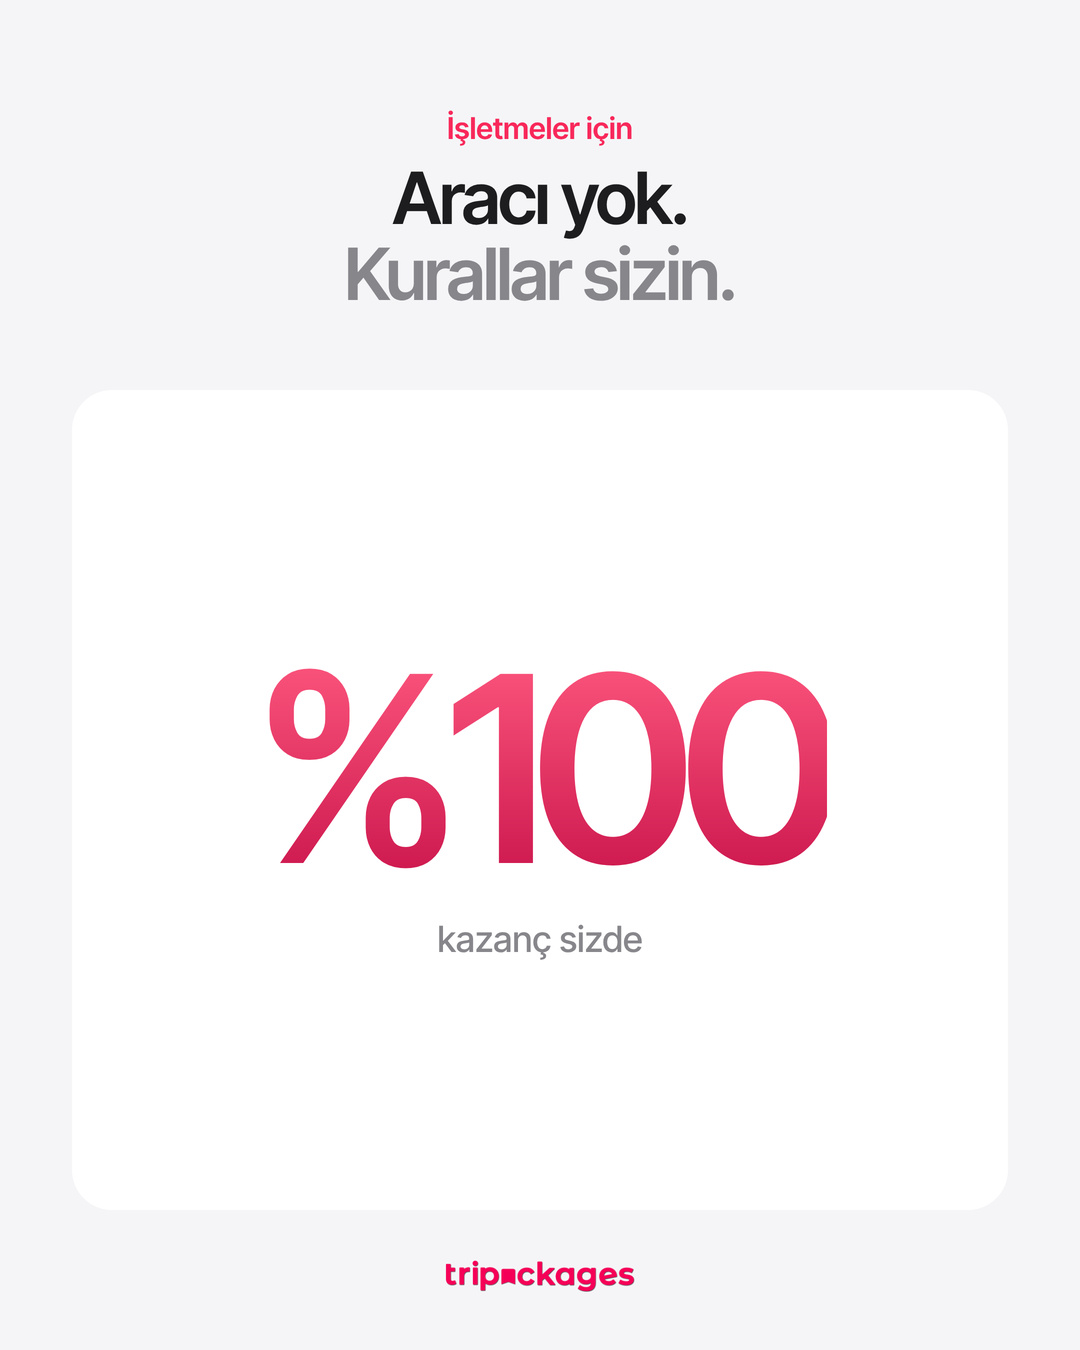 İşletmeler için
Aracı yok.
Kurallar sizin.
%100
kazanç sizde
tripackages